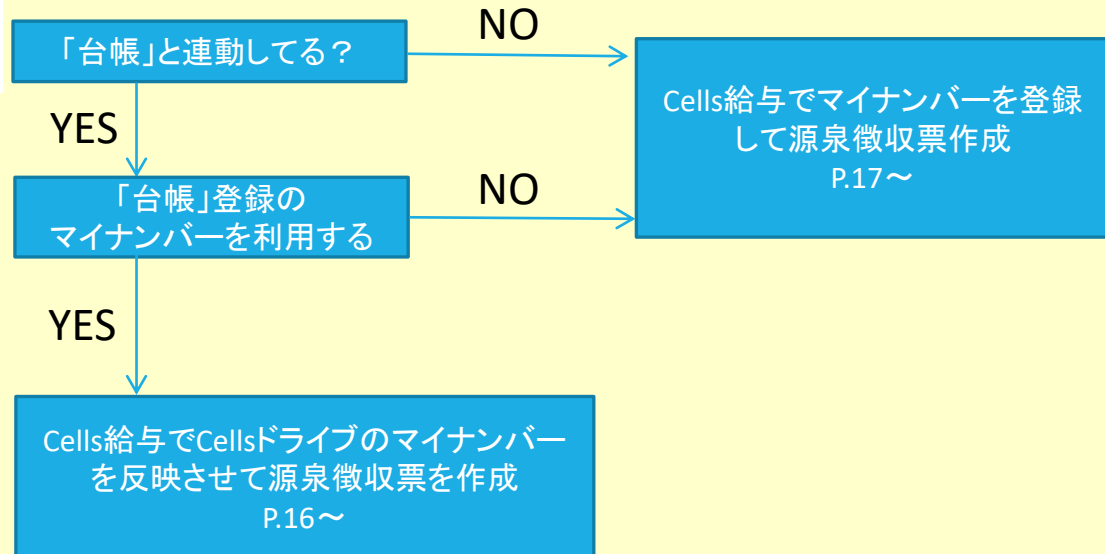 「台帳」と連動してる？
NO
Cells給与でマイナンバーを登録
して源泉徴収票作成
P.17～
YES
「台帳」登録の
マイナンバーを利用する
NO
YES
Cells給与でCellsドライブのマイナンバー
を反映させて源泉徴収票を作成
P.16～